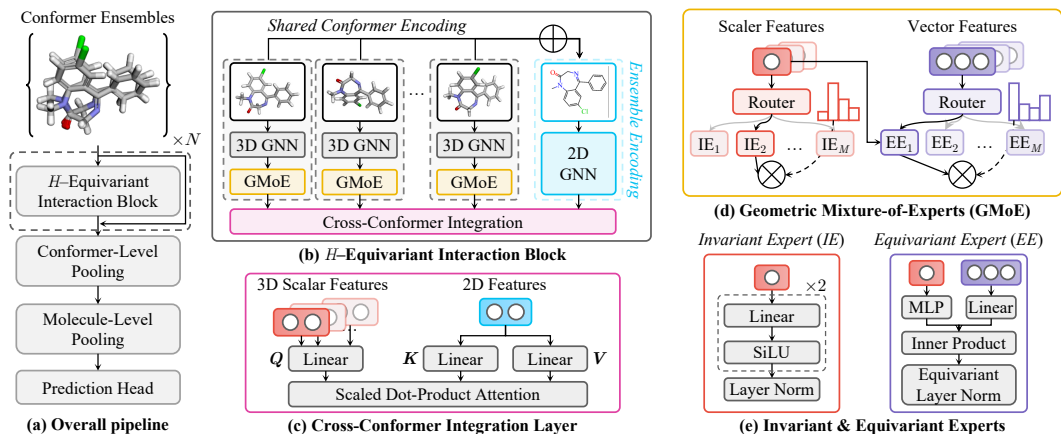 Conformer Ensembles
×N
H–Equivariant
Interaction Block
Conformer-Level
Pooling
Molecule-Level
Pooling
Prediction Head
(a) Overall pipeline
Shared Conformer Encoding
Ensemble Encoding
...
O
N
N
Cl
3D GNN
3D GNN
3D GNN
2D
GNN
GMoE
GMoE
GMoE
Cross-Conformer Integration
(b) H–Equivariant Interaction Block
3D Scalar Features
2D Features
...
Q
Linear
K
Linear
Linear
V
Scaled Dot-Product Attention
(c) Cross-Conformer Integration Layer
Scaler Features
Vector Features
Router
Router
IE1
IE2
...
IEM
EE1
EE2
...
EEM
(d) Geometric Mixture-of-Experts (GMoE)
Invariant Expert (IE)
Equivariant Expert (EE)
×2
Linear
SiLU
Layer Norm
MLP
Linear
Inner Product
Equivariant
Layer Norm
(e) Invariant & Equivariant Experts